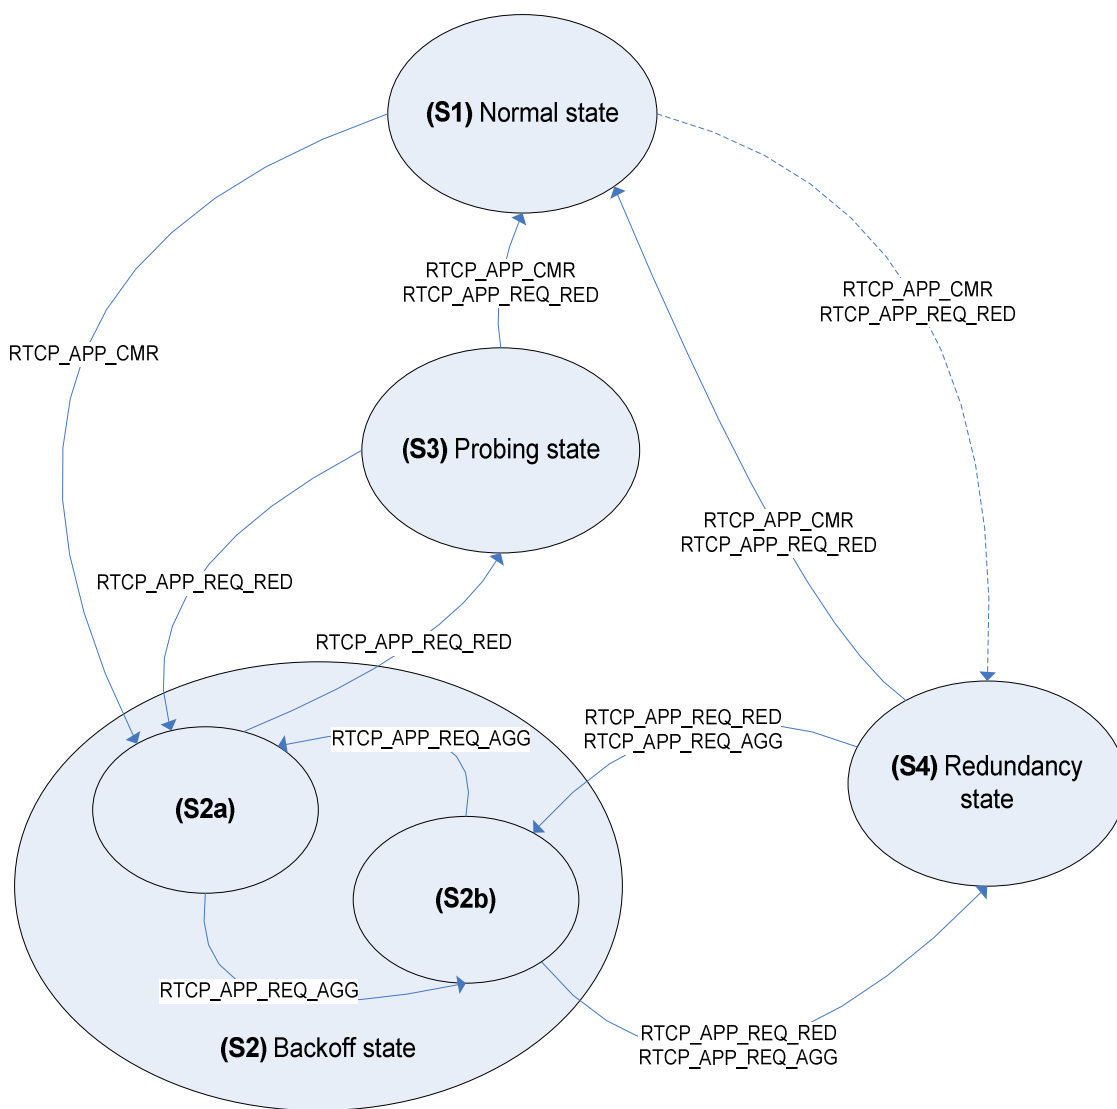 (S1) Normal state
RTCP_APP_CMR
RTCP_APP_REQ_RED
RTCP_APP_CMR
RTCP_APP_REQ_RED
RTCP_APP_CMR
(S3) Probing state
RTCP_APP_CMR
RTCP_APP_REQ_RED
RTCP_APP_REQ_RED
RTCP_APP_REQ_RED
RTCP_APP_REQ_RED
RTCP_APP_REQ_AGG
RTCP_APP_REQ_AGG
(S4) Redundancy
state
(S2a)
(S2b)
RTCP_APP_REQ_AGG
RTCP_APP_REQ_RED
RTCP_APP_REQ_AGG
(S2) Backoff state